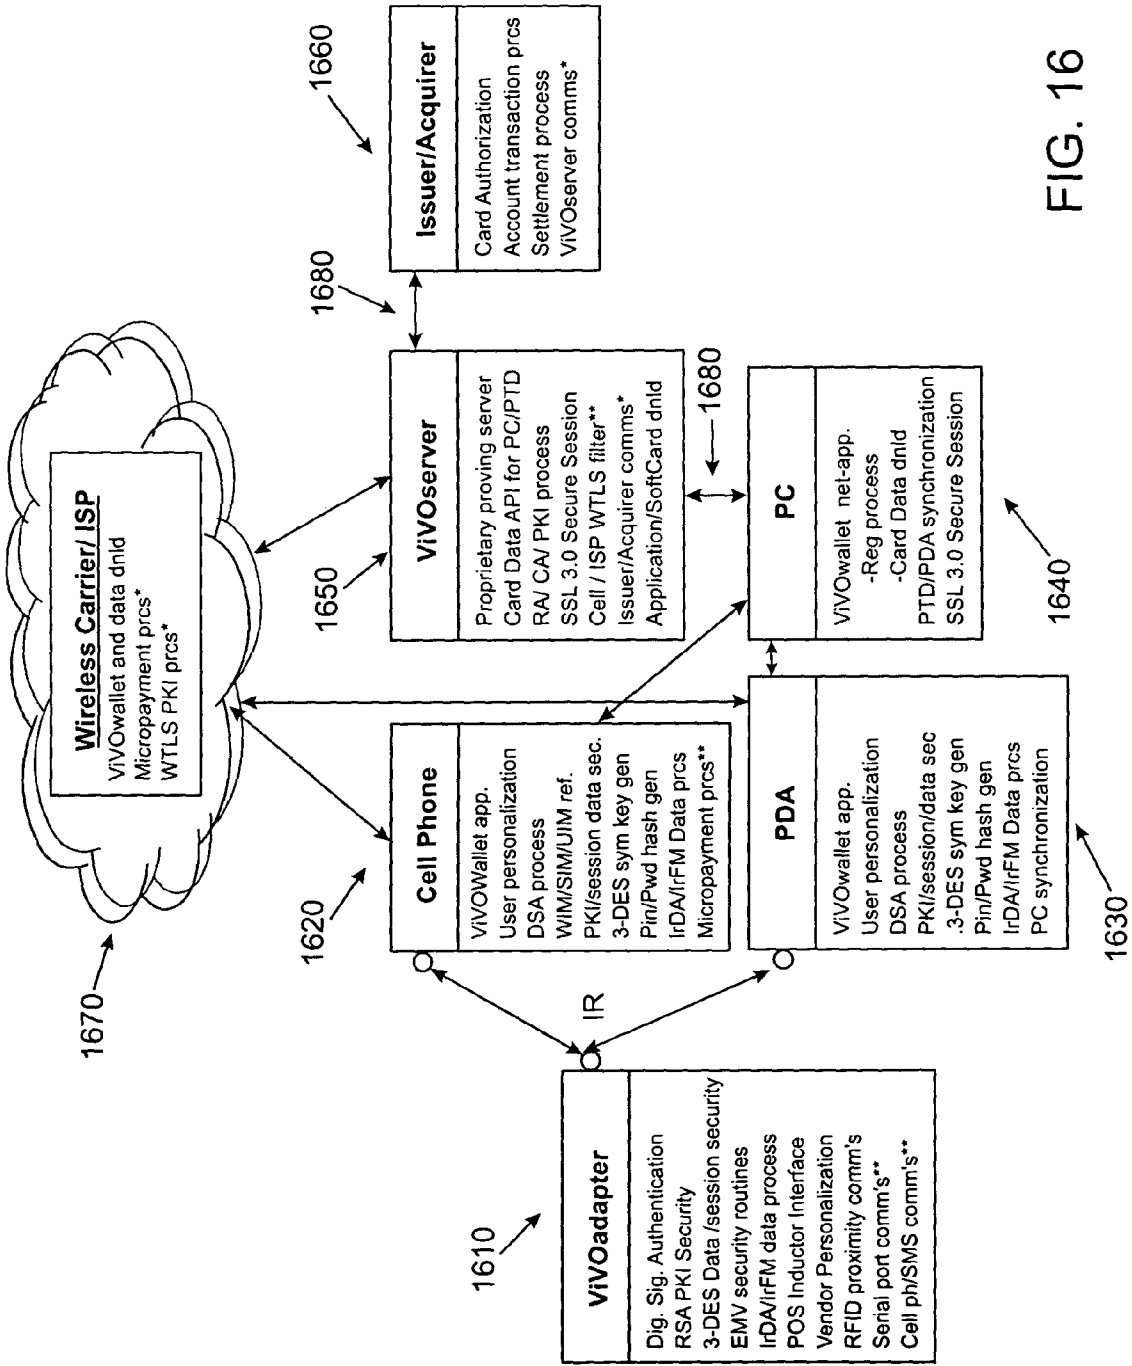 1670
Wireless Carrier/ ISP
ViVOwallet and data dnld
Micropayment prcs*
WTLS PKI prcs*
1660
Issuer/Acquirer
Card Authorization
Account transaction prcs
Settlement process
ViVOserver comms*
1680
1650
ViVOserver
Proprietary proving server
Card Data API for PC/PTD
RA/ CA/ PKI process
SSL 3.0 Secure Session
Cell / ISP WTLS filter**
Issuer/Acquirer comms*
Application/SoftCard dnld
1680
1620
Cell Phone
ViVOWallet app.
User personalization
DSA process
WIM/SIM/UIM ref.
PKI/session data sec.
3-DES sym key gen
Pin/Pwd hash gen
IrDA/IrFM Data prcs
Micropayment prcs**
PC
ViVOwallet net-app.
-Reg process
-Card Data dnld
PTD/PDA synchronization
SSL 3.0 Secure Session
1640
IR
PDA
ViVOwallet app.
User personalization
DSA process
PKI/session/data sec
.3-DES sym key gen
Pin/Pwd hash gen
IrDA/IrFM Data prcs
PC synchronization
1630
1610
ViVOadapter
Dig. Sig. Authentication
RSA PKI Security
3-DES Data /session security
EMV security routines
IrDA/IrFM data process
POS Inductor Interface
Vendor Personalization
RFID proximity comm's
Serial port comm's**
Cell ph/SMS comm's**
FIG. 16